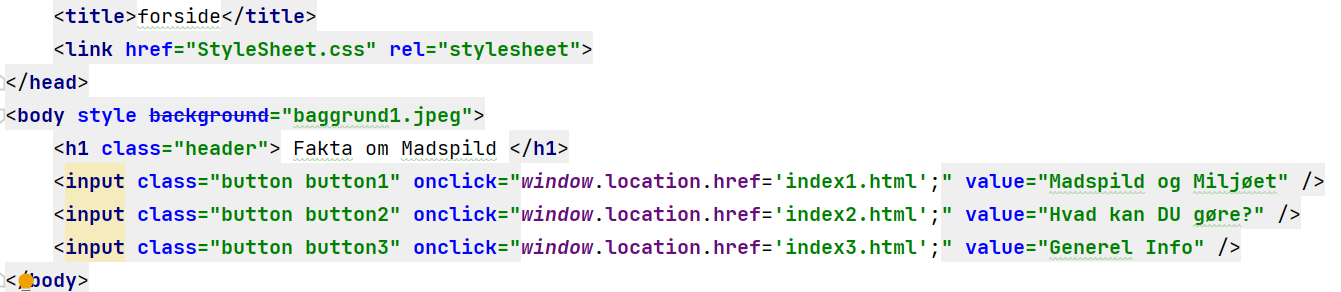 <title>forside</title>
<link href="StyleSheet.css" rel="stylesheet">
</head>
<body style background="baggrund1.jpeg">
<h1 class="header"> Fakta om Madspild </h1>
<input class="button button1" onclick="window.location.href='index1.html';" value="Madspild og Miljøet" />
<input class="button button2" onclick="window.location.href='index2.html';" value="Hvad kan DU gøre?" />
<input class="button button3" onclick="window.location.href='index3.html';" value="Generel Info" />
</body>